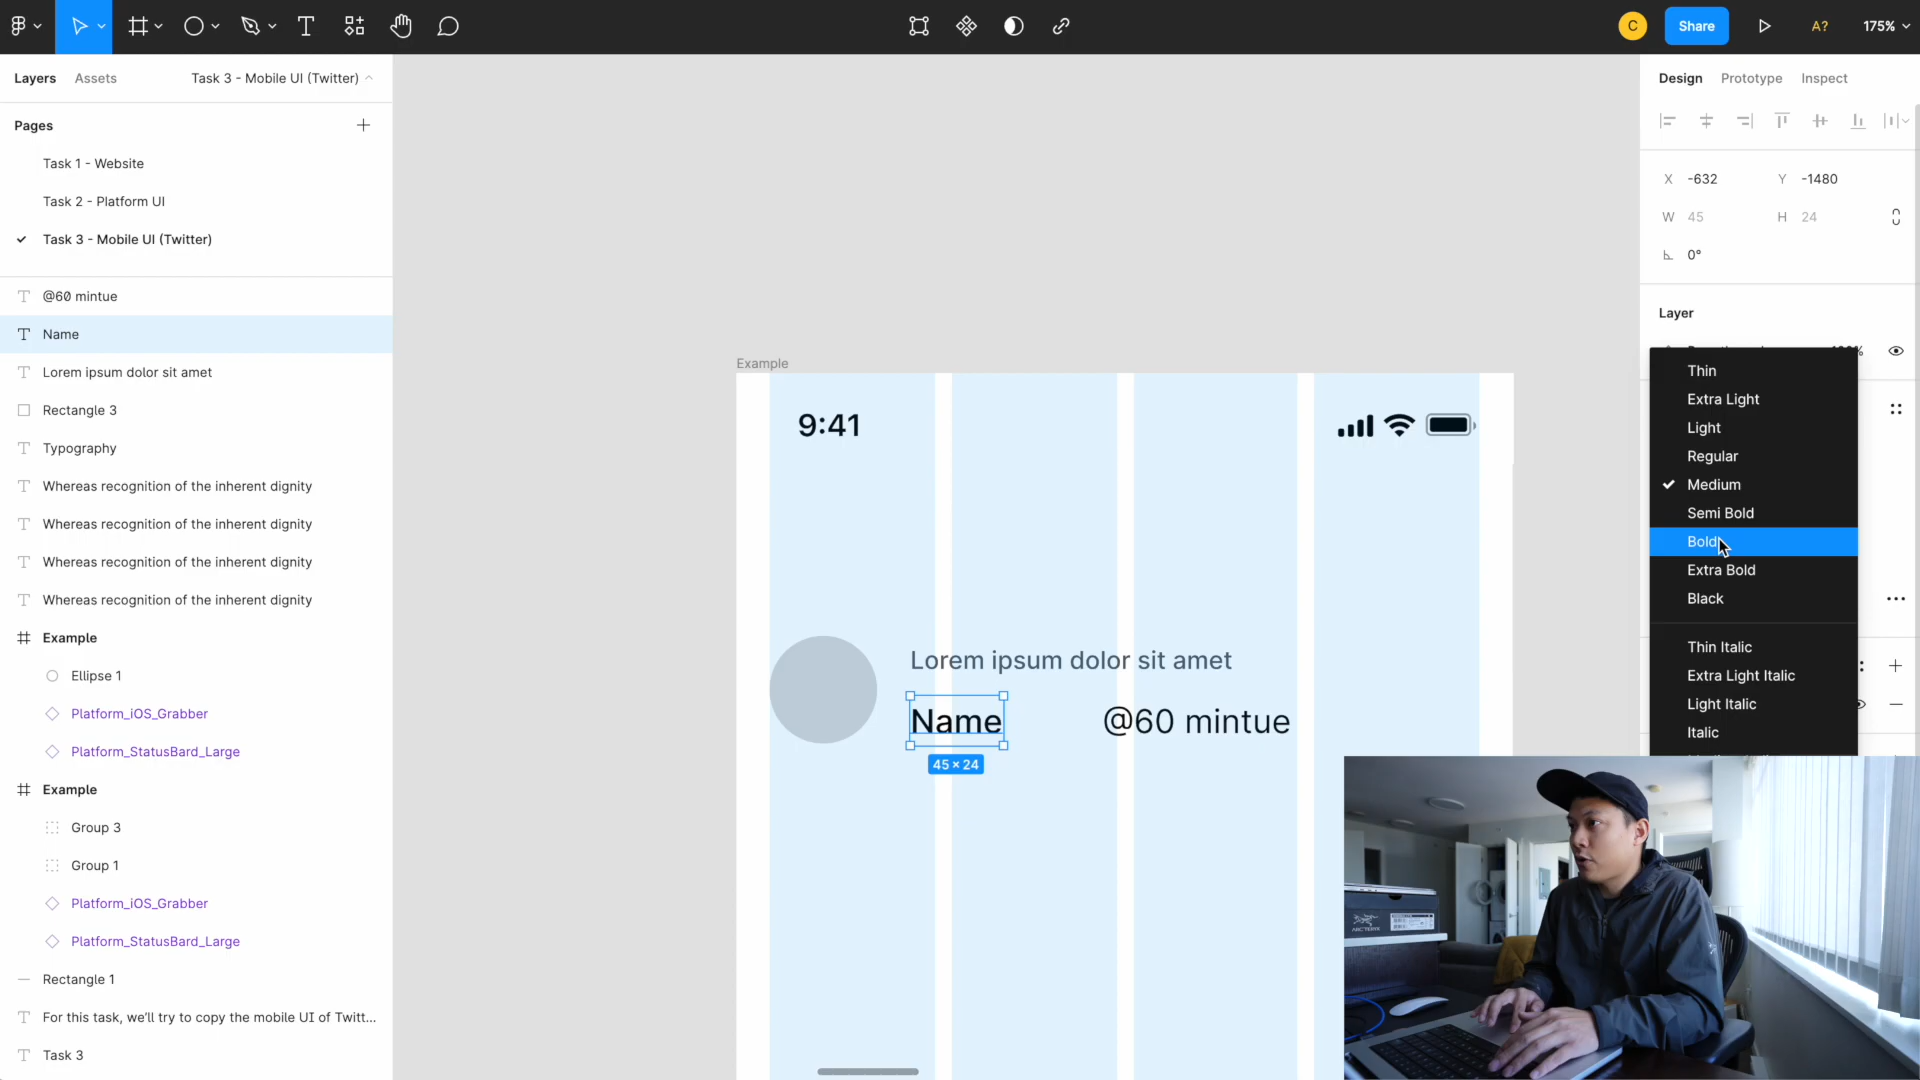 C
Share
A?
175%
Layers
Assets
Task 3 - Mobile UI (Twitter)
Design
Prototype
Inspect
Pages
Task 1 - Website
Task 2 - Platform UI
Task 3 - Mobile UI (Twitter)
X -632
Y -1480
W 45
H 24
0°
Layer
@60 mintue
Name
Lorem ipsum dolor sit amet
Rectangle 3
Typography
Whereas recognition of the inherent dignity
Whereas recognition of the inherent dignity
Whereas recognition of the inherent dignity
Whereas recognition of the inherent dignity
Example
Ellipse 1
Platform_iOS_Grabber
Platform_StatusBard_Large
Example
Group 3
Group 1
Platform_iOS_Grabber
Platform_StatusBard_Large
Rectangle 1
For this task, we'll try to copy the mobile UI of Twitt...
Task 3
Example
9:41
Lorem ipsum dolor sit amet
Name
@60 mintue
45 × 24
Thin
Extra Light
Light
Regular
Medium
Semi Bold
Bold
Extra Bold
Black
Thin Italic
Extra Light Italic
Light Italic
Italic
ARC'TERYX